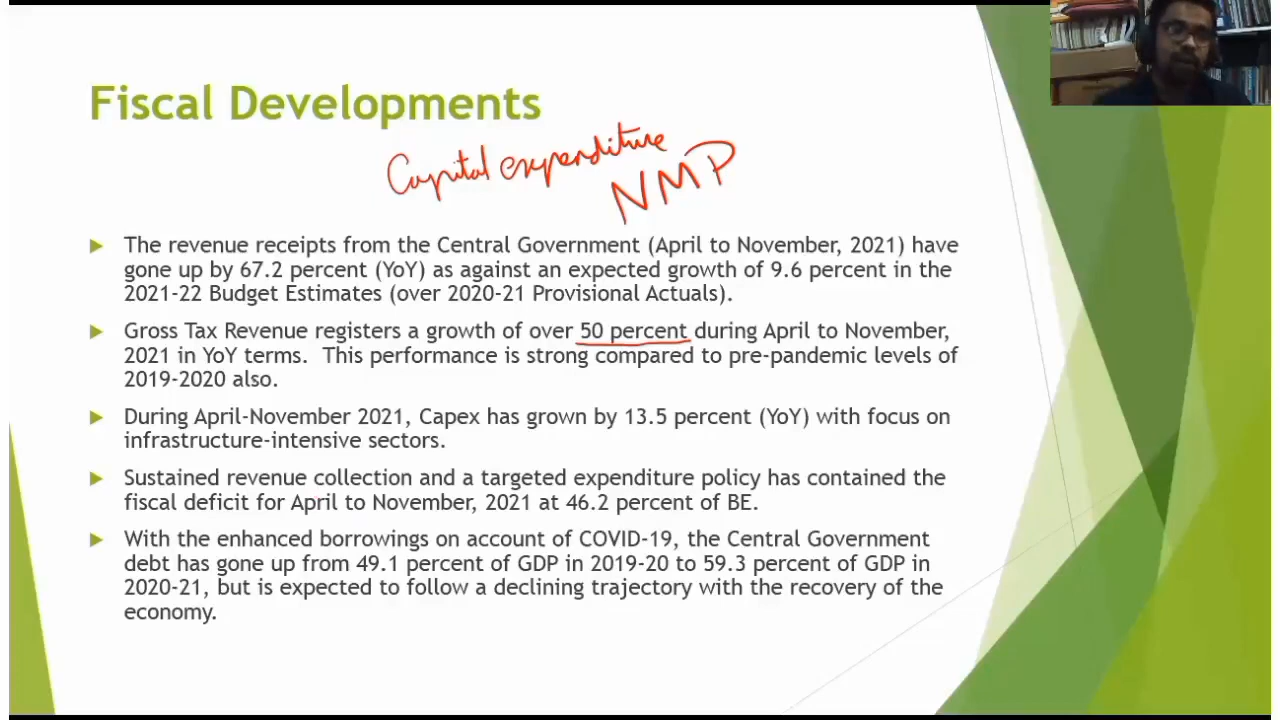 Fiscal Developments
Capital expenditure
NMP
The revenue receipts from the Central Government (April to November, 2021) have
gone up by 67.2 percent (YoY) as against an expected growth of 9.6 percent in the
2021-22 Budget Estimates (over 2020-21 Provisional Actuals).
Gross Tax Revenue registers a growth of over 50 percent during April to November,
2021 in YoY terms. This performance is strong compared to pre-pandemic levels of
2019-2020 also.
During April-November 2021, Capex has grown by 13.5 percent (YoY) with focus on
infrastructure-intensive sectors.
Sustained revenue collection and a targeted expenditure policy has contained the
fiscal deficit for April to November, 2021 at 46.2 percent of BE.
With the enhanced borrowings on account of COVID-19, the Central Government
debt has gone up from 49.1 percent of GDP in 2019-20 to 59.3 percent of GDP in
2020-21, but is expected to follow a declining trajectory with the recovery of the
economy.